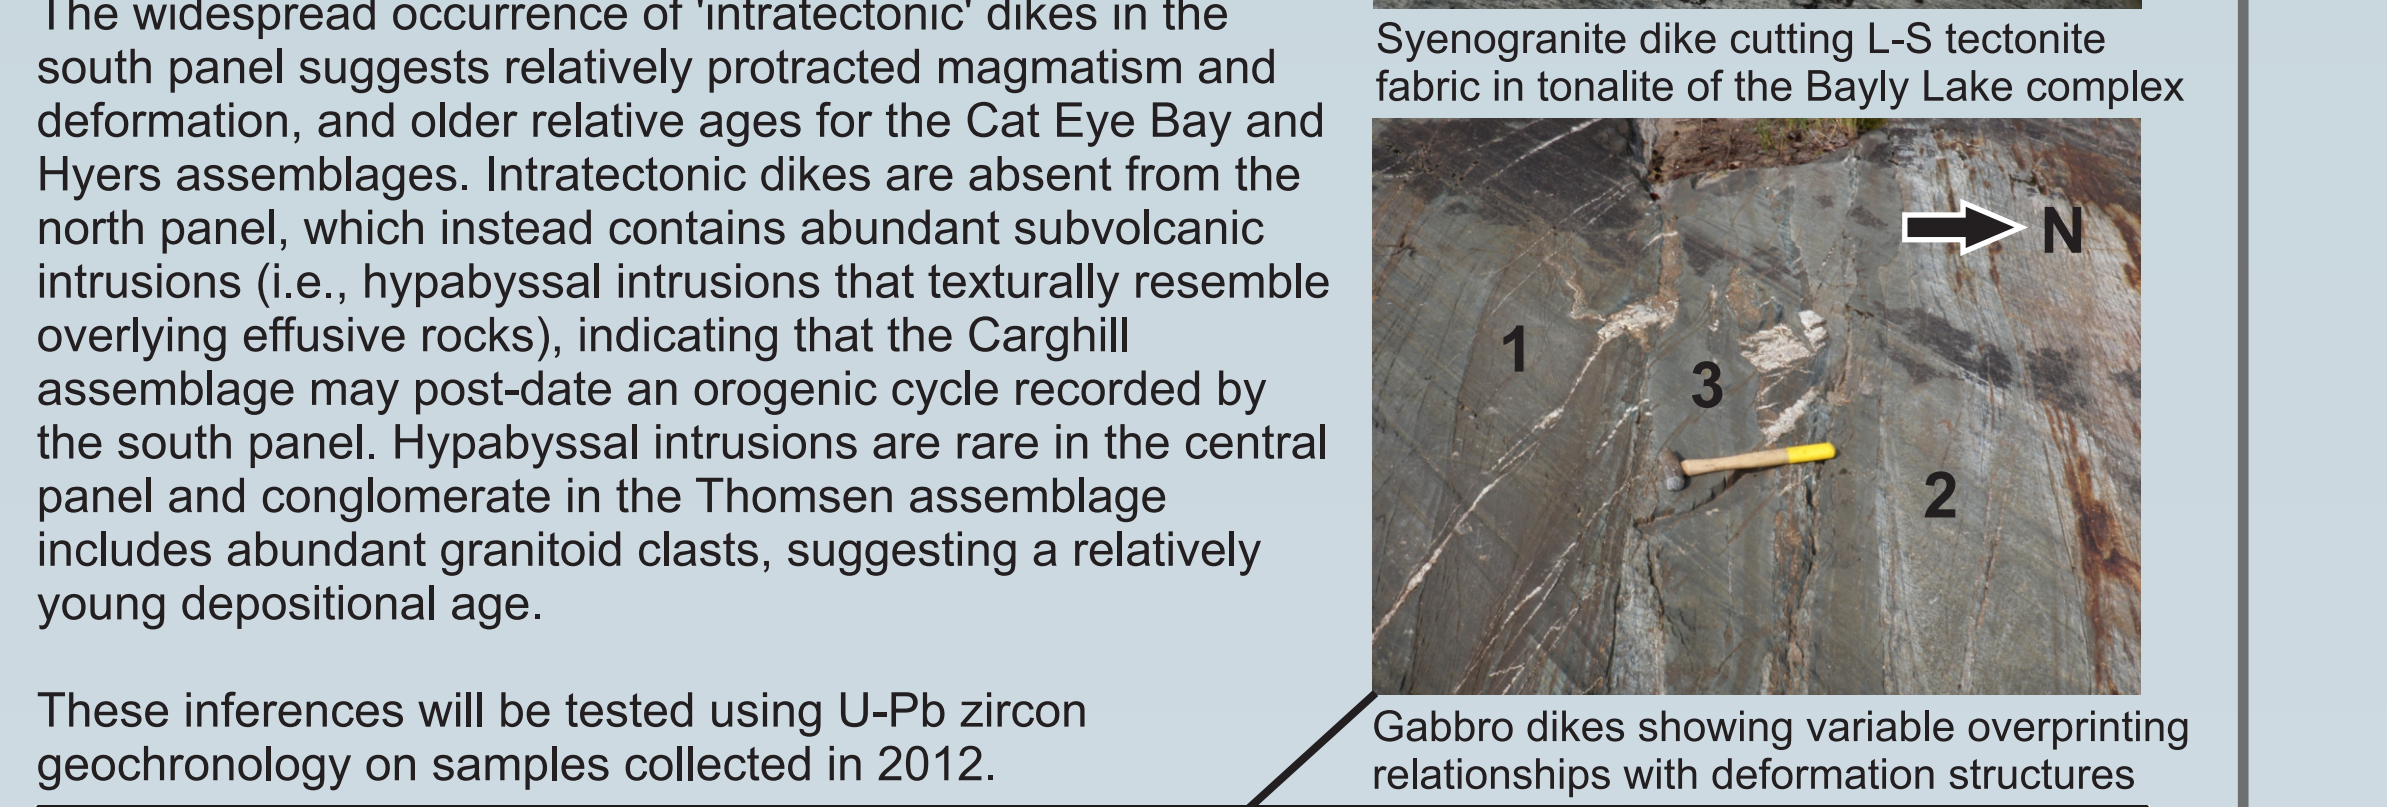 The widespread occurrence of 'intratectonic' dikes in the
south panel suggests relatively protracted magmatism and
deformation, and older relative ages for the Cat Eye Bay and
Hyers assemblages. Intratectonic dikes are absent from the
north panel, which instead contains abundant subvolcanic
intrusions (i.e., hypabyssal intrusions that texturally resemble
overlying effusive rocks), indicating that the Carghill
assemblage may post-date an orogenic cycle recorded by
the south panel. Hypabyssal intrusions are rare in the central
panel and conglomerate in the Thomsen assemblage
includes abundant granitoid clasts, suggesting a relatively
young depositional age.
These inferences will be tested using U-Pb zircon
geochronology on samples collected in 2012.
Syenogranite dike cutting L-S tectonite
fabric in tonalite of the Bayly Lake complex
N
1
3
2
Gabbro dikes showing variable overprinting
relationships with deformation structures